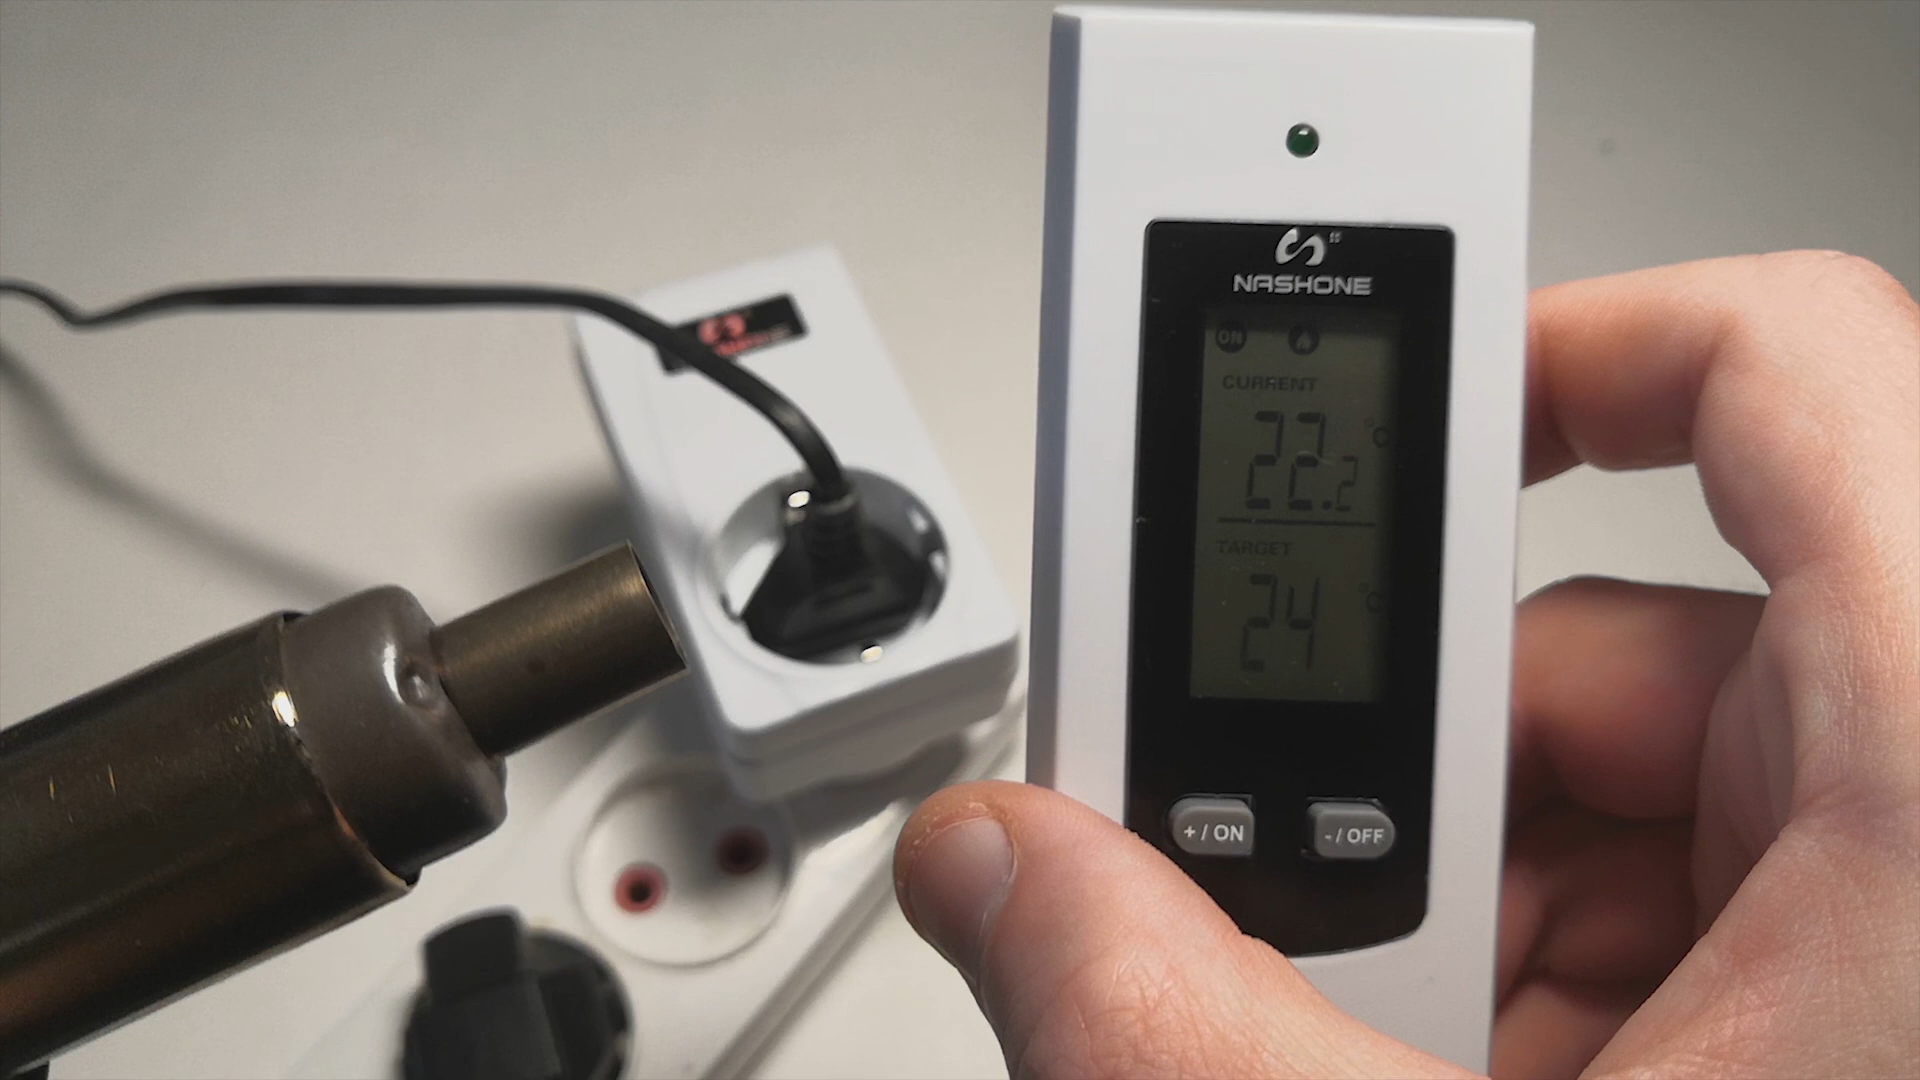 NASHONE
ON
CURRENT
22.2 °C
TARGET
24 °C
+ / ON
- / OFF